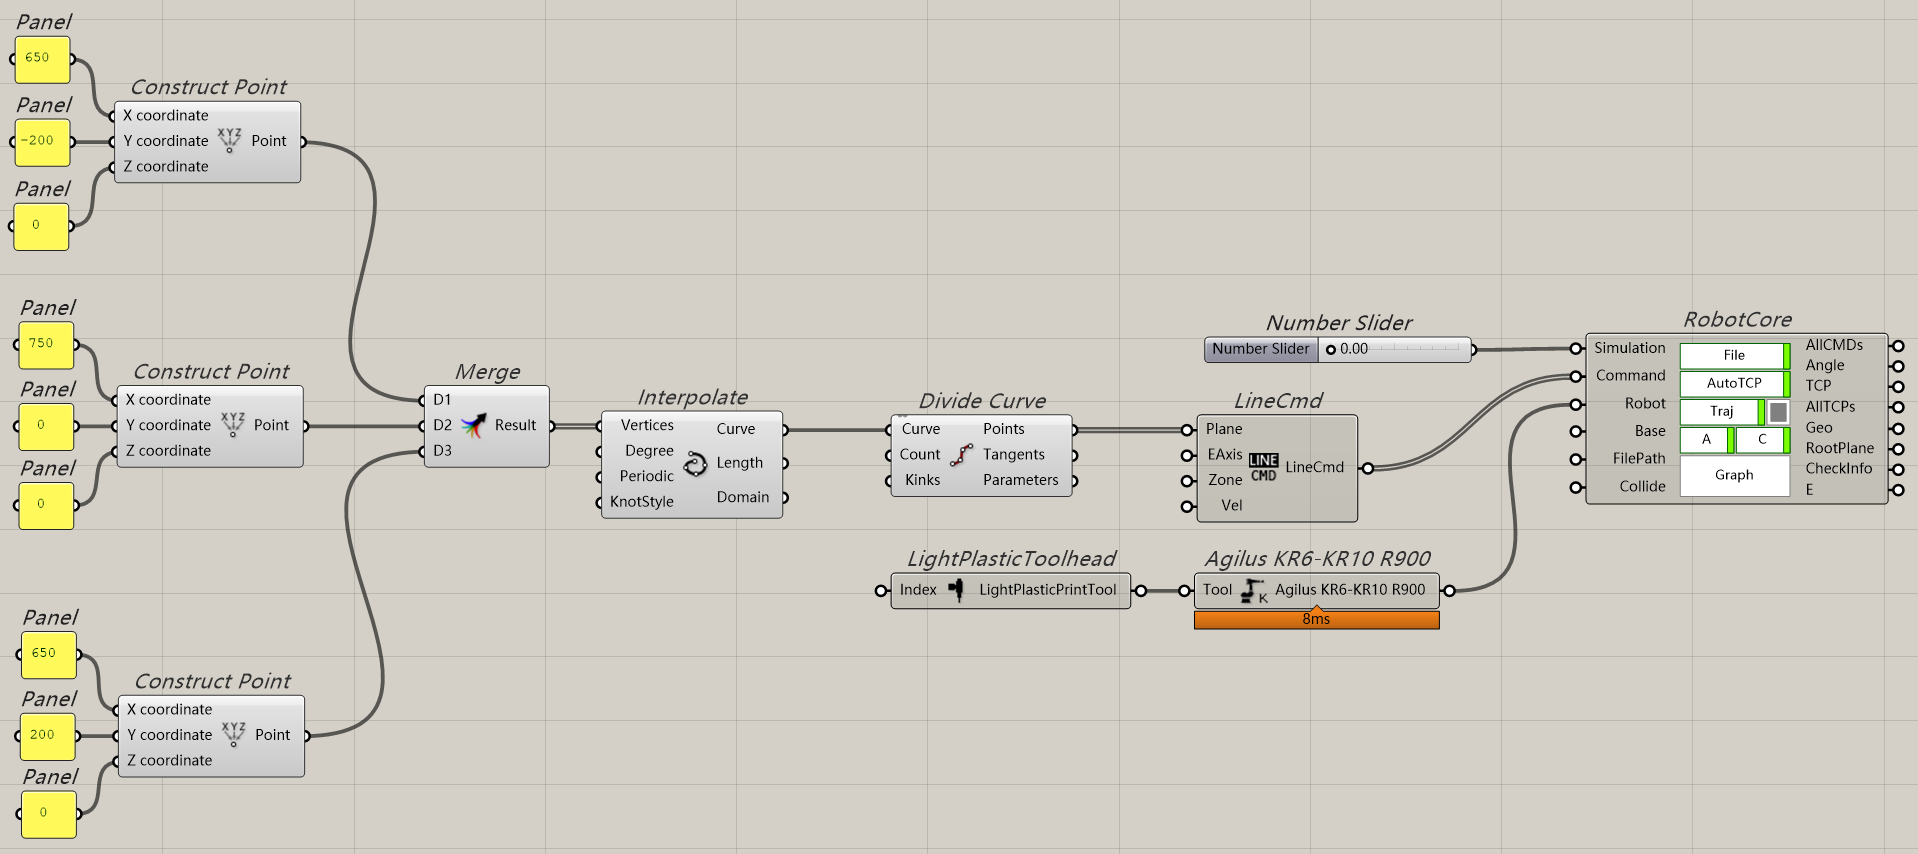 Panel
650
Panel
-200
Panel
0
Construct Point
X coordinate
Y coordinate
Z coordinate
XYZ
Point
Panel
750
Panel
0
Panel
0
Construct Point
X coordinate
Y coordinate
Z coordinate
XYZ
Point
Panel
650
Panel
200
Panel
0
Construct Point
X coordinate
Y coordinate
Z coordinate
XYZ
Point
Merge
D1
D2
D3
Result
Interpolate
Vertices
Degree
Periodic
KnotStyle
Curve
Length
Domain
Divide Curve
Curve
Count
Kinks
Points
Tangents
Parameters
Number Slider
Number Slider
0.00
LineCmd
Plane
EAxis
Zone
Vel
LINE
CMD
LineCmd
LightPlasticToolhead
Index
LightPlasticPrintTool
Agilus KR6-KR10 R900
Tool
K
Agilus KR6-KR10 R900
8ms
RobotCore
Simulation
Command
Robot
Base
FilePath
Collide
File
AutoTCP
Traj
A
C
Graph
AllCMDs
Angle
TCP
AllTCPs
Geo
RootPlane
CheckInfo
E